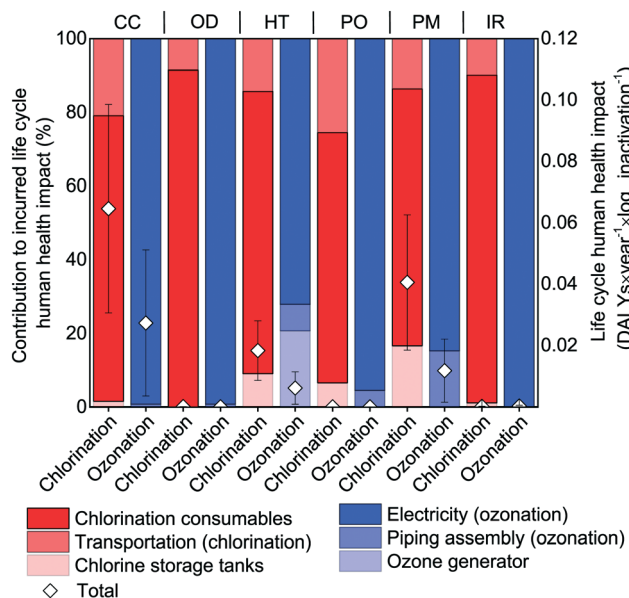 CC | OD | HT | PO | PM | IR
100
80
60
40
20
0
Contribution to incurred life cycle
human health impact (%)
0.12
0.10
0.08
0.06
0.04
0.02
Life cycle human health impact
(DALYs×year⁻¹×log inactivation⁻¹)
Chlorination
Ozonation
Chlorination
Ozonation
Chlorination
Ozonation
Chlorination
Ozonation
Chlorination
Ozonation
Chlorination
Ozonation
Chlorination consumables
Transportation (chlorination)
Chlorine storage tanks
Total
Electricity (ozonation)
Piping assembly (ozonation)
Ozone generator